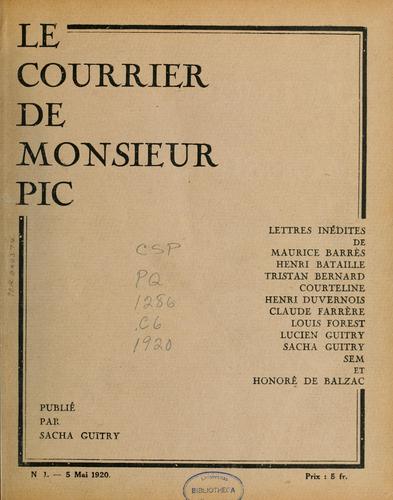 LE
COURRIER
DE
MONSIEUR
PIC
LETTRES INÉDITES
DE
MAURICE BARRÈS
HENRI BATAILLE
TRISTAN BERNARD
COURTELINE
HENRI DUVERNOIS
CLAUDE FARRÈRE
LOUIS FOREST
LUCIEN GUITRY
SACHA GUITRY
SEM
ET
HONORÉ DE BALZAC
CSP
PQ
1286
.C6
1920
PUBLIÉ
PAR
SACHA GUITRY
N 1. — 5 Mai 1920.
Prix : 5 fr.
BIBLIOTHECA